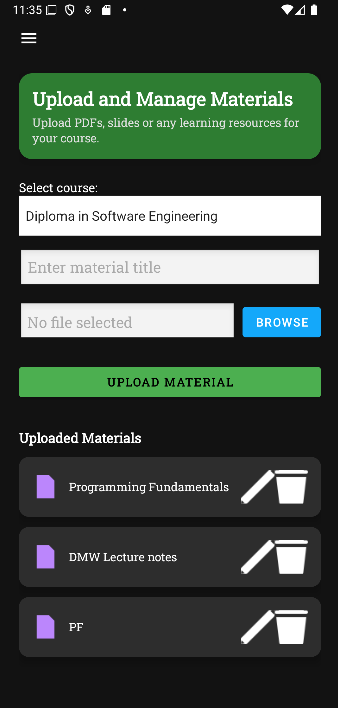 11:35
Upload and Manage Materials
Upload PDFs, slides or any learning resources for
your course.
Select course:
Diploma in Software Engineering
Enter material title
No file selected
BROWSE
UPLOAD MATERIAL
Uploaded Materials
Programming Fundamentals
DMW Lecture notes
PF